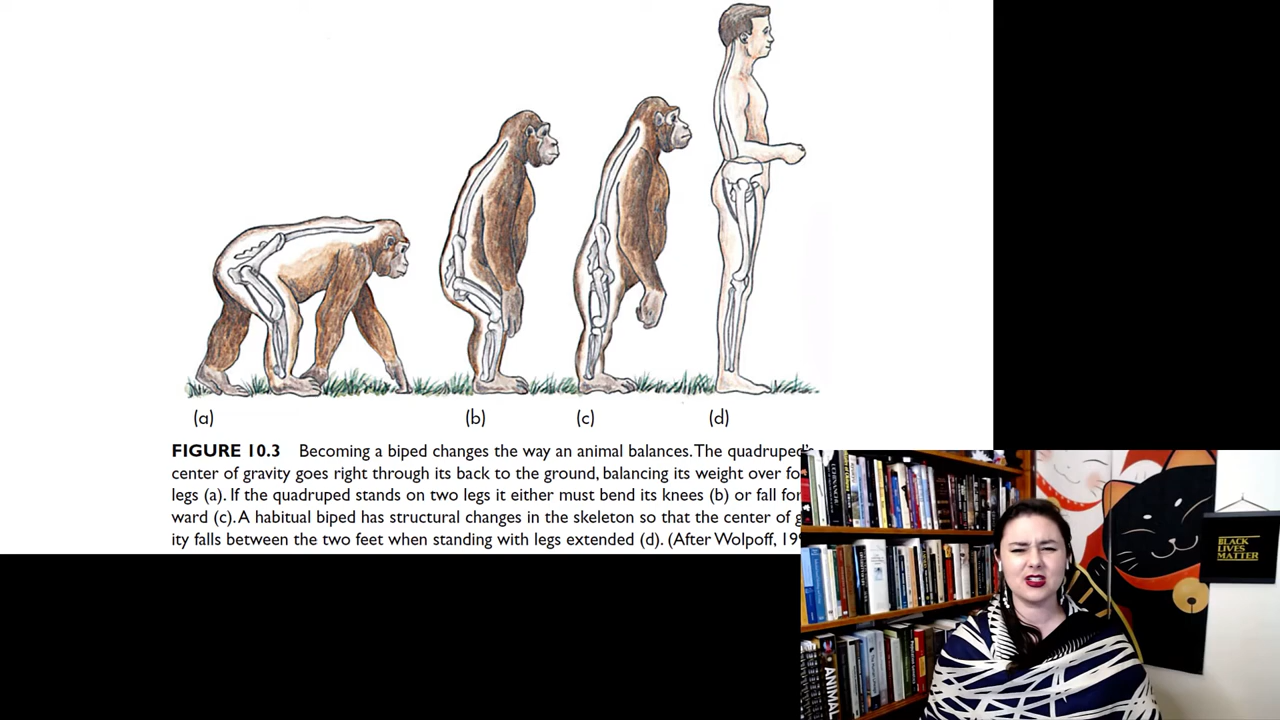 (a) (b) (c) (d)
FIGURE 10.3 Becoming a biped changes the way an animal balances. The quadruped's
center of gravity goes right through its back to the ground, balancing its weight over
legs (a). If the quadruped stands on two legs it either must bend its knees (b) or fall for
ward (c). A habitual biped has structural changes in the skeleton so that the center of
ity falls between the two feet when standing with legs extended (d). (After Wolpoff,
BLACK
LIVES
MATTER
ANIMAL